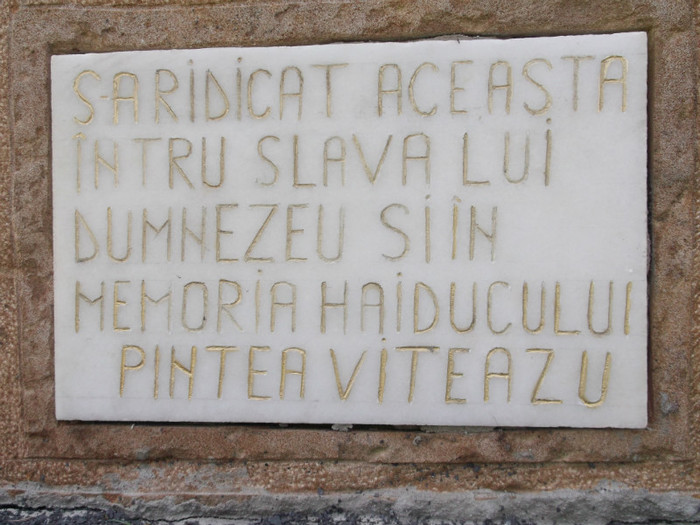 S-A RIDICAT ACEASTA
ÎNTRU SLAVA LUI
DUMNEZEU SI ÎN
MEMORIA HAIDUCULUI
PINTEA VITEAZU